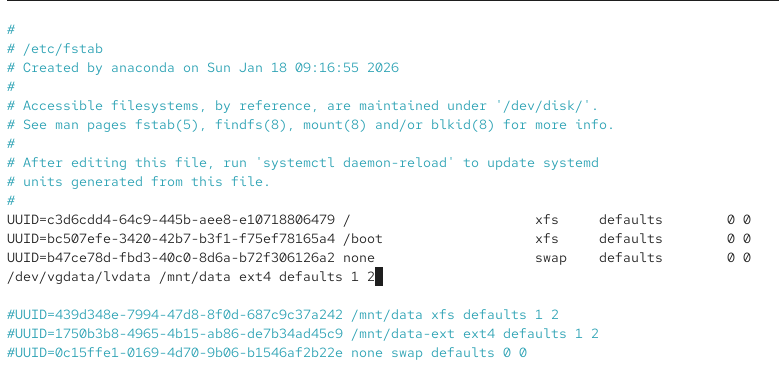 #
# /etc/fstab
# Created by anaconda on Sun Jan 18 09:16:55 2026
#
# Accessible filesystems, by reference, are maintained under '/dev/disk/'.
# See man pages fstab(5), findfs(8), mount(8) and/or blkid(8) for more info.
#
# After editing this file, run 'systemctl daemon-reload' to update systemd
# units generated from this file.
#
UUID=c3d6cdd4-64c9-445b-aee8-e10718806479 /                       xfs     defaults        0 0
UUID=bc507efe-3420-42b7-b3f1-f75ef78165a4 /boot                   xfs     defaults        0 0
UUID=b47ce78d-fbd3-40c0-8d6a-b72f306126a2 none                    swap    defaults        0 0
/dev/vgdata/lvdata /mnt/data ext4 defaults 1 2
#UUID=439d348e-7994-47d8-8f0d-687c9c37a242 /mnt/data xfs defaults 1 2
#UUID=1750b3b8-4965-4b15-ab86-de7b34ad45c9 /mnt/data-ext ext4 defaults 1 2
#UUID=0c15ffe1-0169-4d70-9b06-b1546af2b22e none swap defaults 0 0